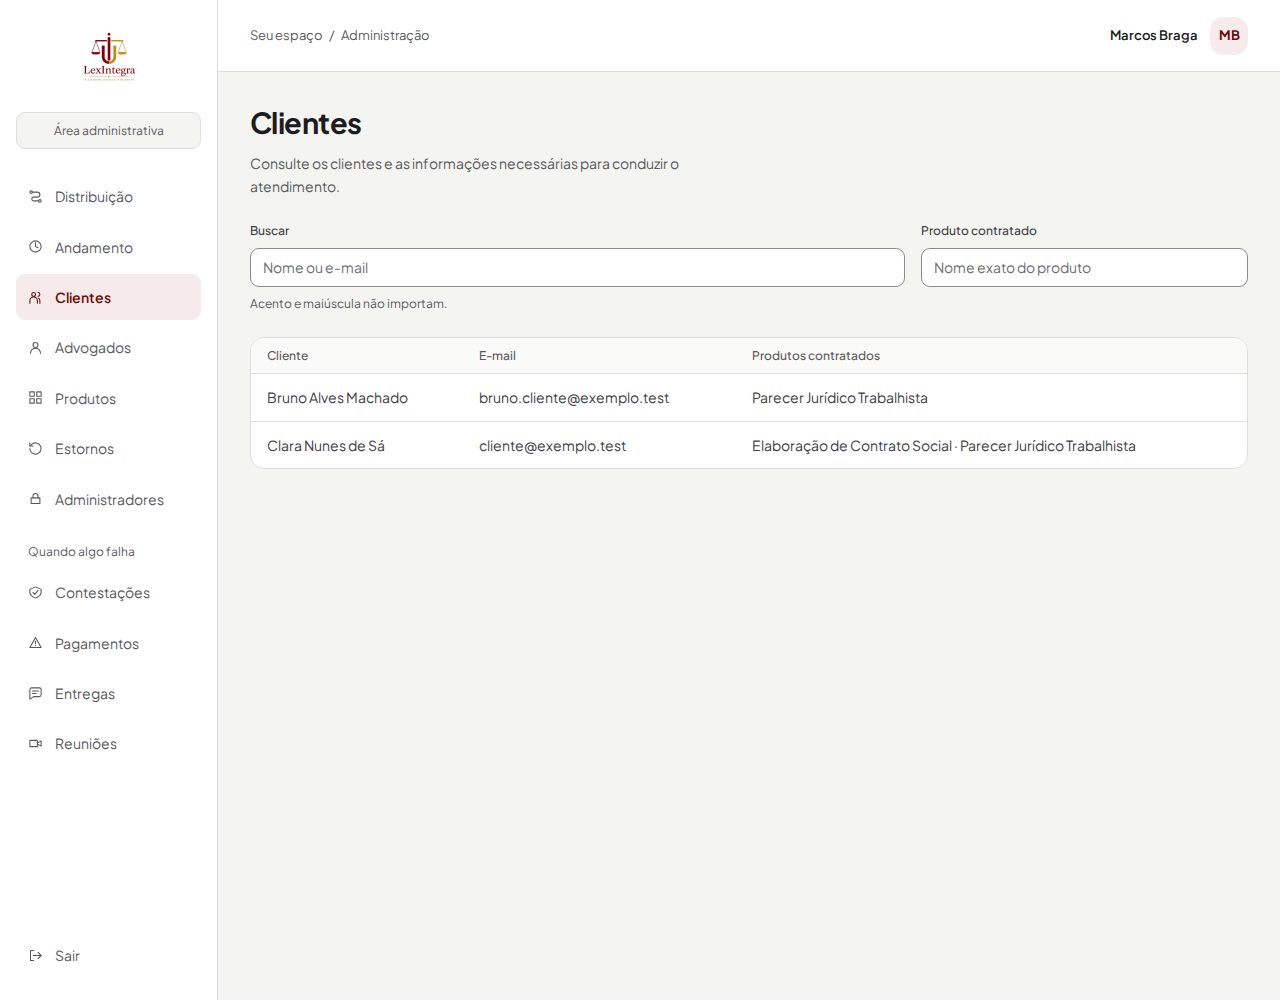 LexIntegra
Seu espaço / Administração
Marcos Braga
MB
Área administrativa
Distribuição
Andamento
Clientes
Advogados
Produtos
Estornos
Administradores
Quando algo falha
Contestações
Pagamentos
Entregas
Reuniões
Sair
Clientes
Consulte os clientes e as informações necessárias para conduzir o
atendimento.
Buscar
Nome ou e-mail
Acento e maiúscula não importam.
Produto contratado
Nome exato do produto
Cliente E-mail Produtos contratados
Bruno Alves Machado bruno.cliente@exemplo.test Parecer Jurídico Trabalhista
Clara Nunes de Sá cliente@exemplo.test Elaboração de Contrato Social · Parecer Jurídico Trabalhista